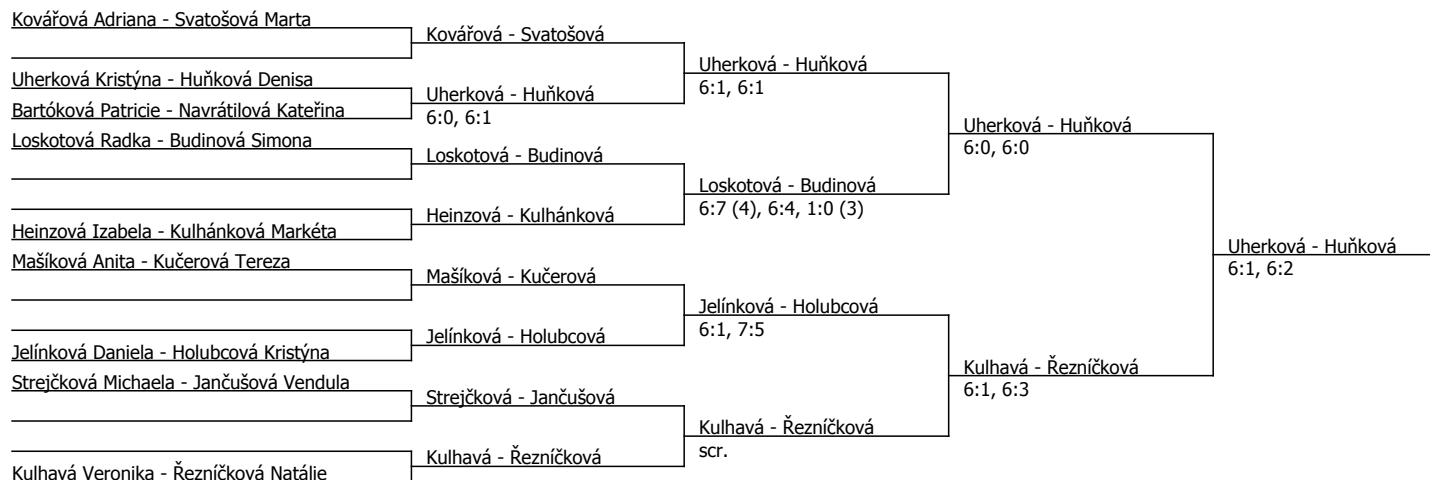 Kovářová Adriana - Svatošová Marta
Uherková Kristýna - Huňková Denisa
Bartóková Patricie - Navrátilová Kateřina
Loskotová Radka - Budinová Simona
Heinzová Izabela - Kulhánková Markéta
Mašíková Anita - Kučerová Tereza
Jelínková Daniela - Holubcová Kristýna
Strejčková Michaela - Jančušová Vendula
Kulhavá Veronika - Řezníčková Natálie
Kovářová - Svatošová
Uherková - Huňková
6:0, 6:1
Loskotová - Budinová
Heinzová - Kulhánková
Mašíková - Kučerová
Jelínková - Holubcová
Strejčková - Jančušová
Kulhavá - Řezníčková
Uherková - Huňková
6:1, 6:1
Loskotová - Budinová
6:7 (4), 6:4, 1:0 (3)
Jelínková - Holubcová
6:1, 7:5
Kulhavá - Řezníčková
scr.
Uherková - Huňková
6:0, 6:0
Kulhavá - Řezníčková
6:1, 6:3
Uherková - Huňková
6:1, 6:2